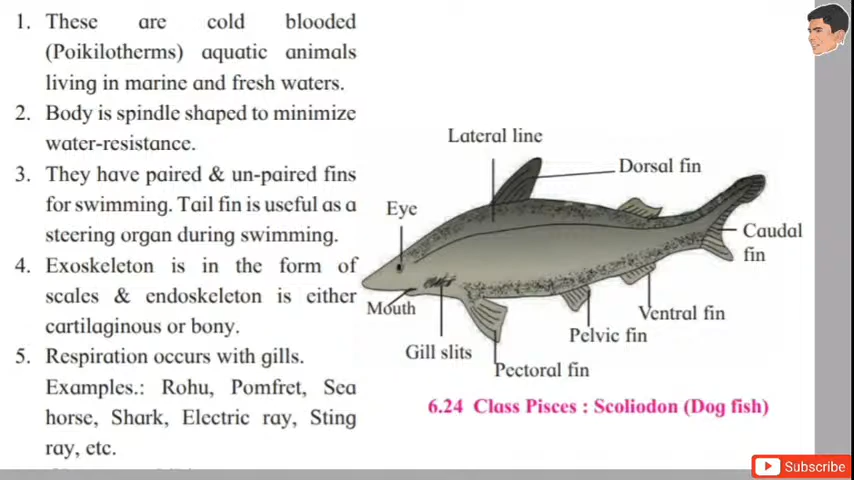 1. These are cold blooded
(Poikilotherms) aquatic animals
living in marine and fresh waters.
2. Body is spindle shaped to minimize
water-resistance.
3. They have paired & un-paired fins
for swimming. Tail fin is useful as a
steering organ during swimming.
4. Exoskeleton is in the form of
scales & endoskeleton is either
cartilaginous or bony.
5. Respiration occurs with gills.
Examples.: Rohu, Pomfret, Sea
horse, Shark, Electric ray, Sting
ray, etc.
Lateral line
Dorsal fin
Eye
Caudal
fin
Mouth
Ventral fin
Pelvic fin
Gill slits
Pectoral fin
6.24 Class Pisces : Scoliodon (Dog fish)
Subscribe